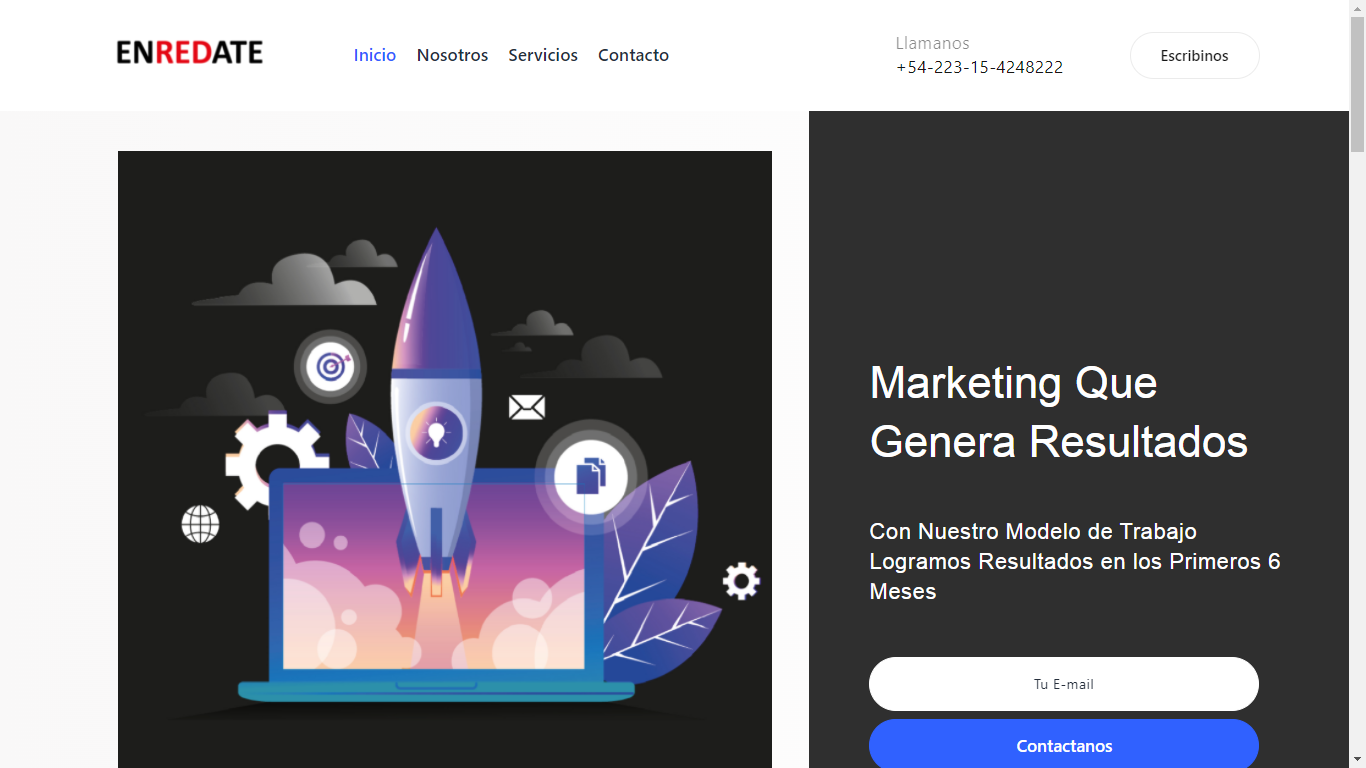 ENREDATE
Inicio
Nosotros
Servicios
Contacto
Llamanos
+54-223-15-4248222
Escribinos
Marketing Que
Genera Resultados
Con Nuestro Modelo de Trabajo
Logramos Resultados en los Primeros 6
Meses
Tu E-mail
Contactanos